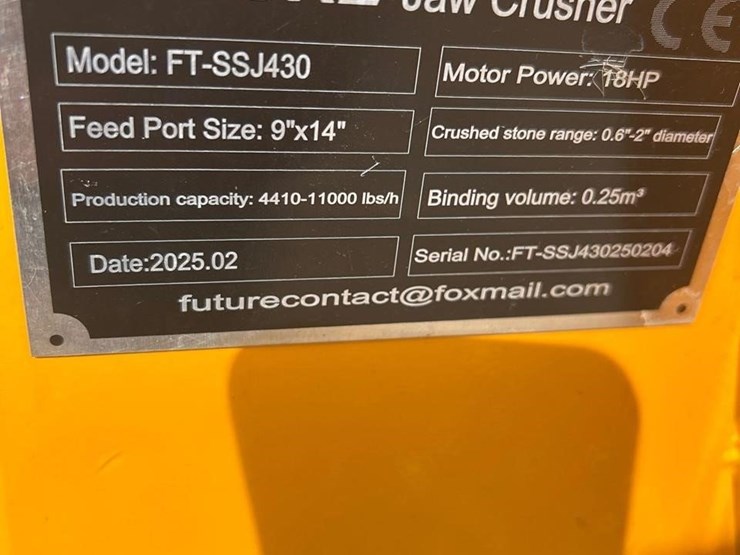 Jaw Crusher CE
Model: FT-SSJ430
Motor Power: 18HP
Feed Port Size: 9"x14"
Crushed stone range: 0.6"-2" diameter
Production capacity: 4410-11000 lbs/h
Binding volume: 0.25m³
Date:2025.02
Serial No.:FT-SSJ430250204
futurecontact@foxmail.com